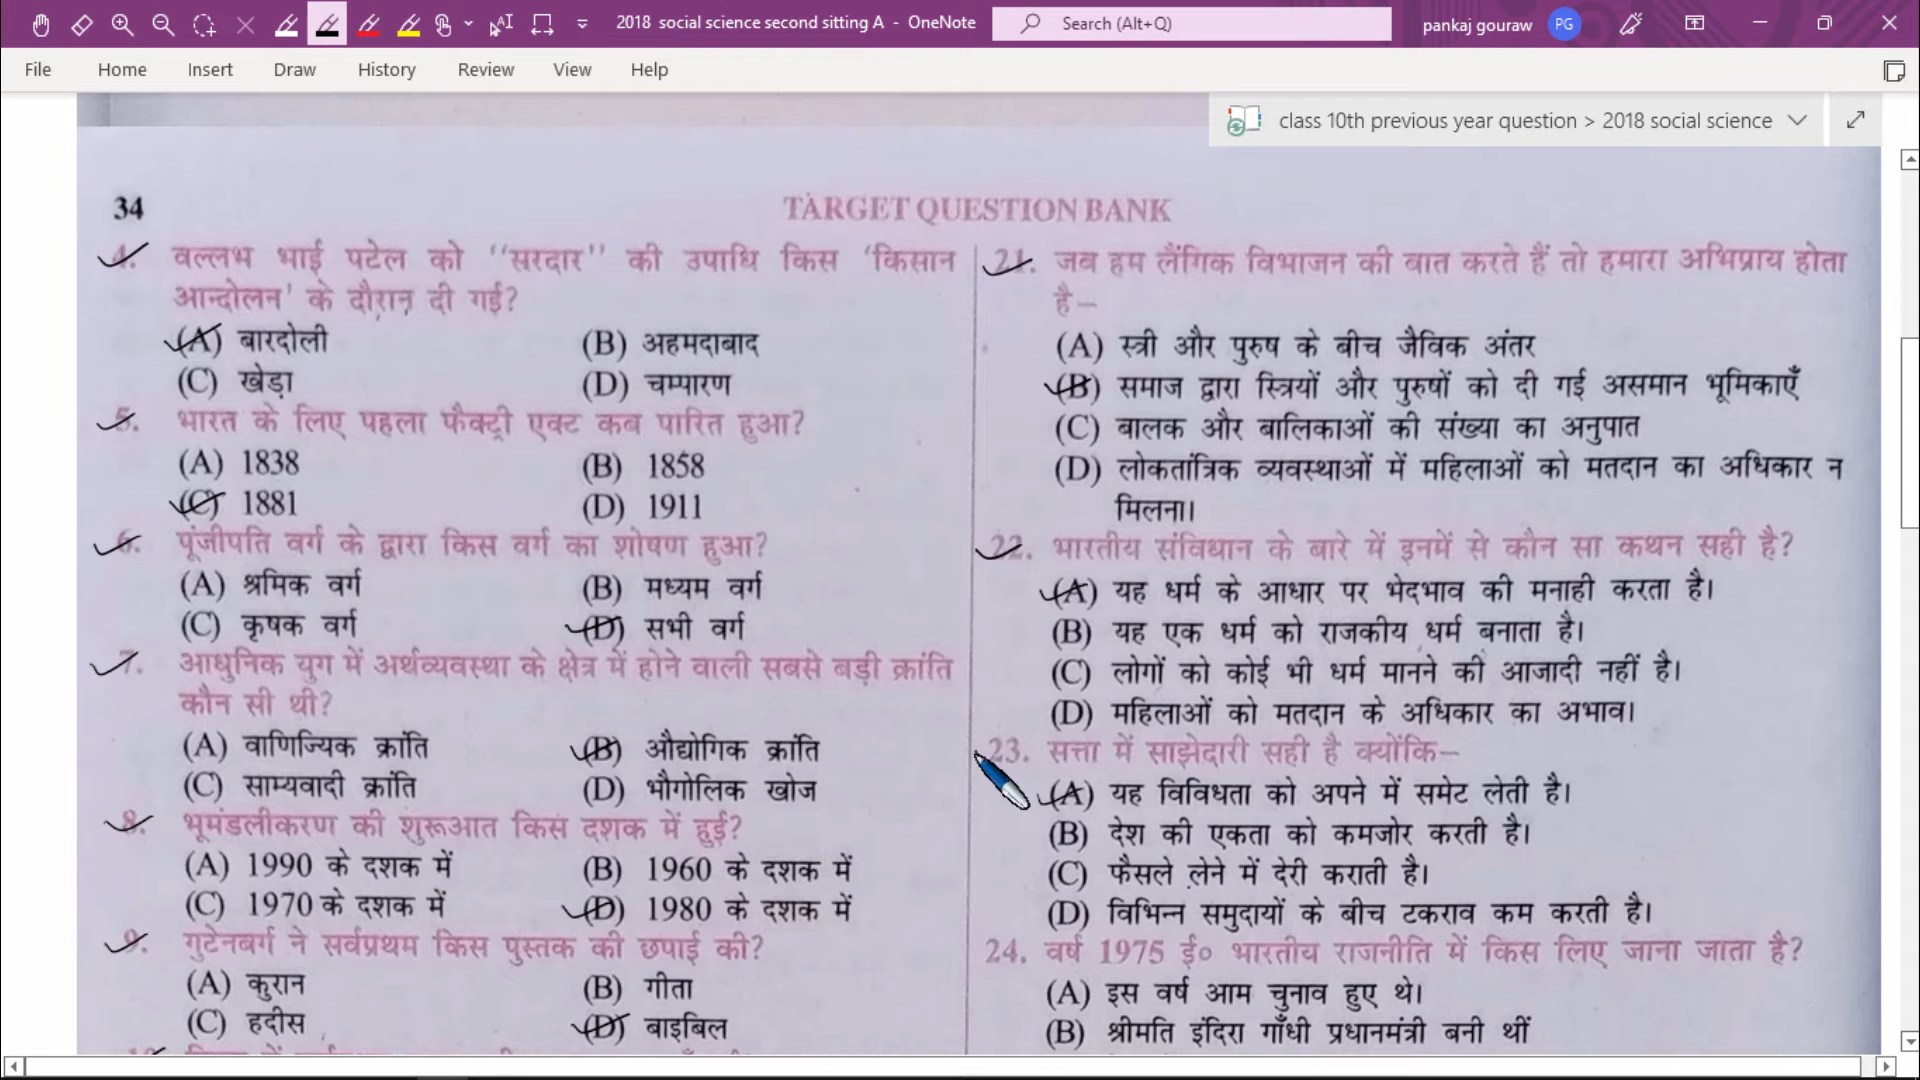 2018 social science second sitting A - OneNote
Search (Alt+Q)
pankaj gouraw
PG
File Home Insert Draw History Review View Help
class 10th previous year question > 2018 social science
34
TARGET QUESTION BANK
4. वल्लभ भाई पटेल को ''सरदार'' की उपाधि किस 'किसान
आन्दोलन' के दौरान दी गई?
(A) बारदोली (B) अहमदाबाद
(C) खेड़ा (D) चम्पारण
5. भारत के लिए पहला फैक्ट्री एक्ट कब पारित हुआ?
(A) 1838 (B) 1858
(C) 1881 (D) 1911
6. पूंजीपति वर्ग के द्वारा किस वर्ग का शोषण हुआ?
(A) श्रमिक वर्ग (B) मध्यम वर्ग
(C) कृषक वर्ग (D) सभी वर्ग
7. आधुनिक युग में अर्थव्यवस्था के क्षेत्र में होने वाली सबसे बड़ी क्रांति
कौन सी थी?
(A) वाणिज्यिक क्रांति (B) औद्योगिक क्रांति
(C) साम्यवादी क्रांति (D) भौगोलिक खोज
8. भूमंडलीकरण की शुरूआत किस दशक में हुई?
(A) 1990 के दशक में (B) 1960 के दशक में
(C) 1970 के दशक में (D) 1980 के दशक में
9. गुटेनबर्ग ने सर्वप्रथम किस पुस्तक की छपाई की?
(A) कुरान (B) गीता
(C) हदीस (D) बाइबिल
21. जब हम लैंगिक विभाजन की बात करते हैं तो हमारा अभिप्राय होता
है–
(A) स्त्री और पुरुष के बीच जैविक अंतर
(B) समाज द्वारा स्त्रियों और पुरुषों को दी गई असमान भूमिकाएँ
(C) बालक और बालिकाओं की संख्या का अनुपात
(D) लोकतांत्रिक व्यवस्थाओं में महिलाओं को मतदान का अधिकार न
मिलना।
22. भारतीय संविधान के बारे में इनमें से कौन सा कथन सही है?
(A) यह धर्म के आधार पर भेदभाव की मनाही करता है।
(B) यह एक धर्म को राजकीय धर्म बनाता है।
(C) लोगों को कोई भी धर्म मानने की आजादी नहीं है।
(D) महिलाओं को मतदान के अधिकार का अभाव।
23. सत्ता में साझेदारी सही है क्योंकि–
(A) यह विविधता को अपने में समेट लेती है।
(B) देश की एकता को कमजोर करती है।
(C) फैसले लेने में देरी कराती है।
(D) विभिन्न समुदायों के बीच टकराव कम करती है।
24. वर्ष 1975 ई० भारतीय राजनीति में किस लिए जाना जाता है?
(A) इस वर्ष आम चुनाव हुए थे।
(B) श्रीमति इंदिरा गाँधी प्रधानमंत्री बनी थीं